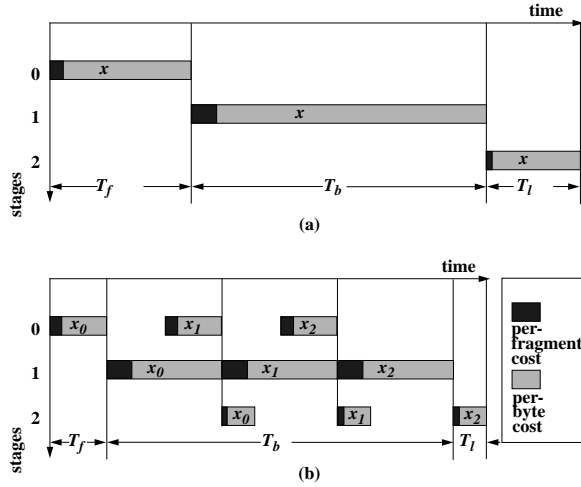 time
0
x
1
x
2
x
stages
T_f
T_b
T_l
(a)
time
0
x_0
x_1
x_2
1
x_0
x_1
x_2
2
x_0
x_1
x_2
stages
T_f
T_b
T_l
(b)
per-
fragment
cost
per-
byte
cost